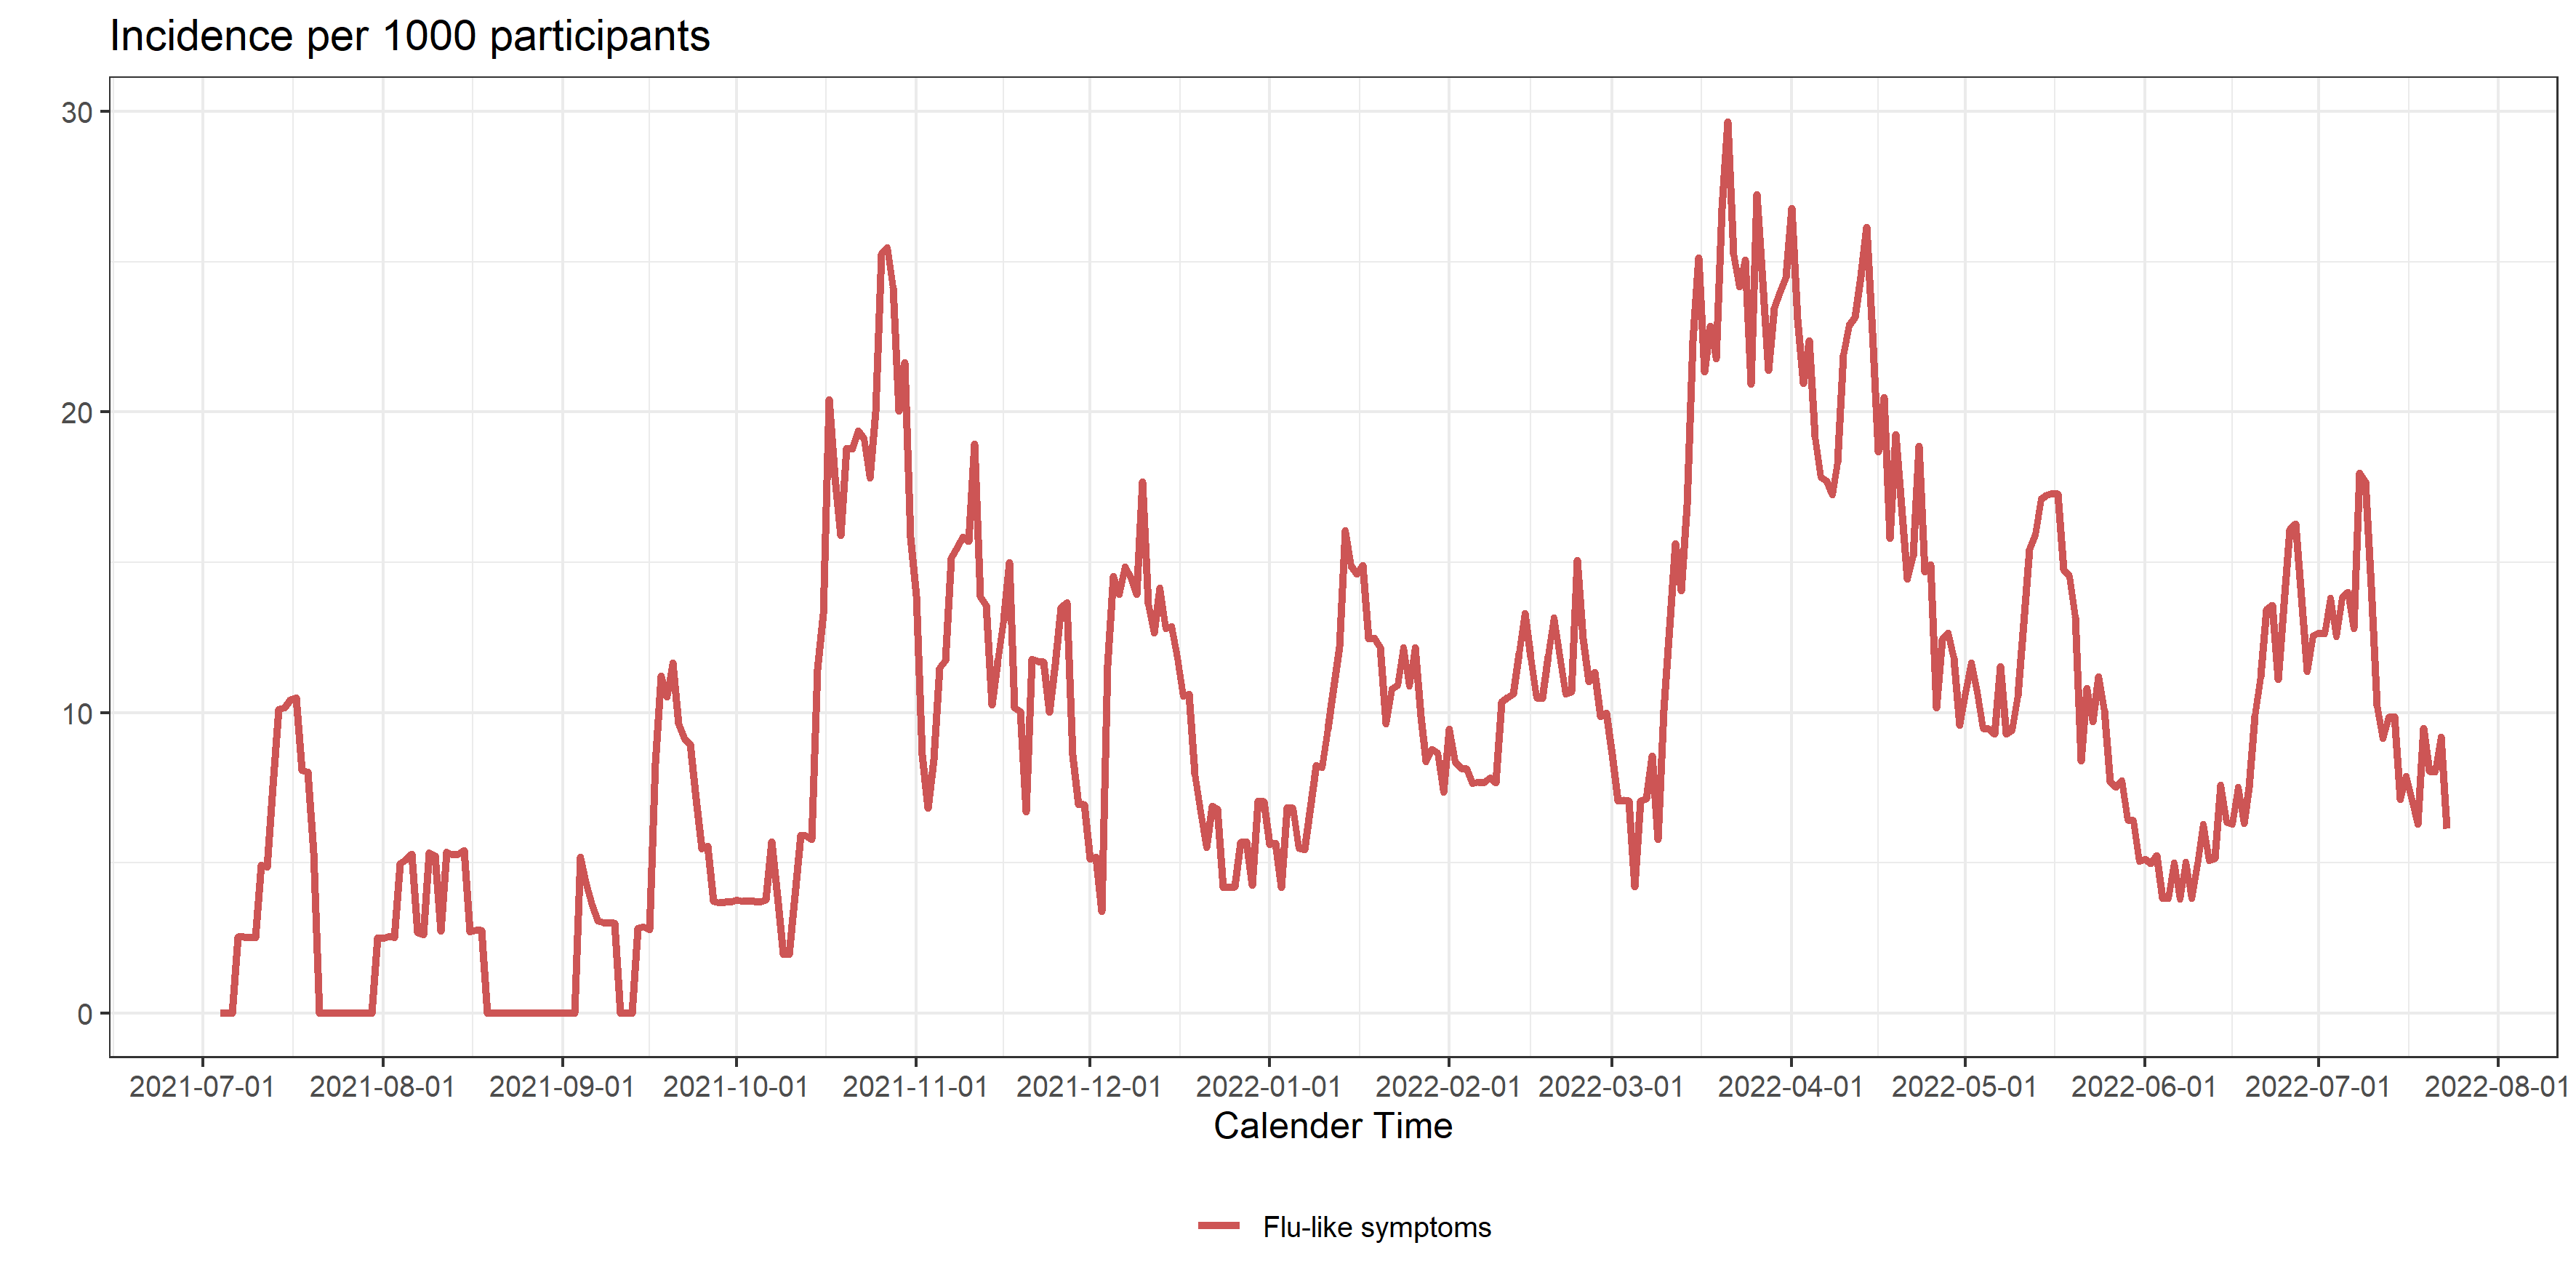 Incidence per 1000 participants
30
20
10
0
2021-07-01 2021-08-01 2021-09-01 2021-10-01 2021-11-01 2021-12-01 2022-01-01 2022-02-01 2022-03-01 2022-04-01 2022-05-01 2022-06-01 2022-07-01 2022-08-01
Calender Time
Flu-like symptoms